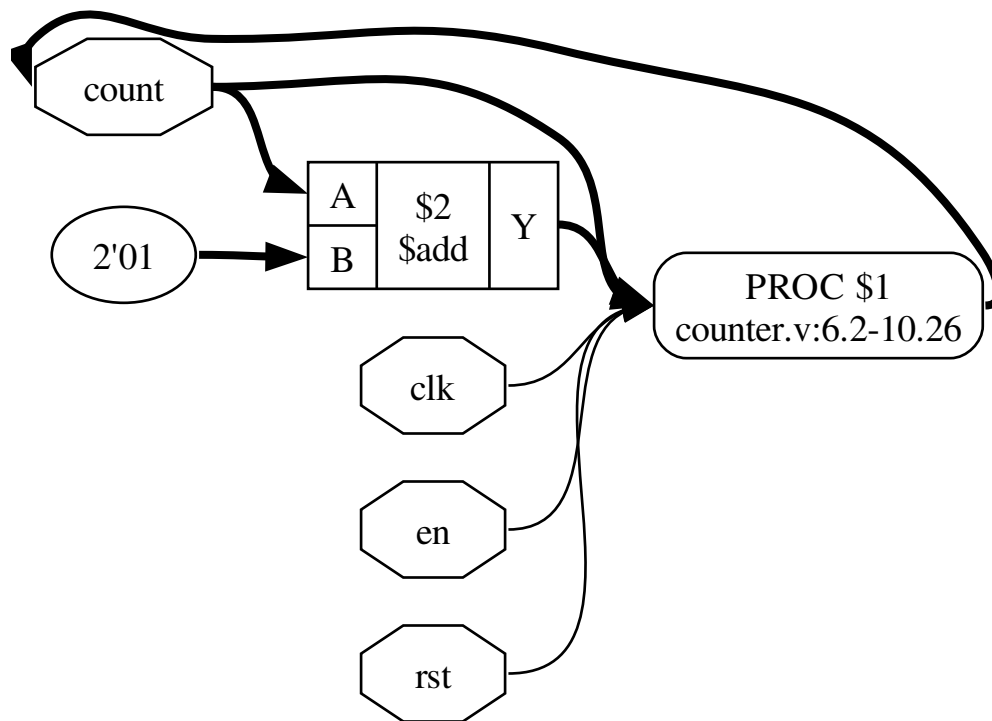 count
2'01
A
B
$2
$add
Y
PROC $1
counter.v:6.2-10.26
clk
en
rst